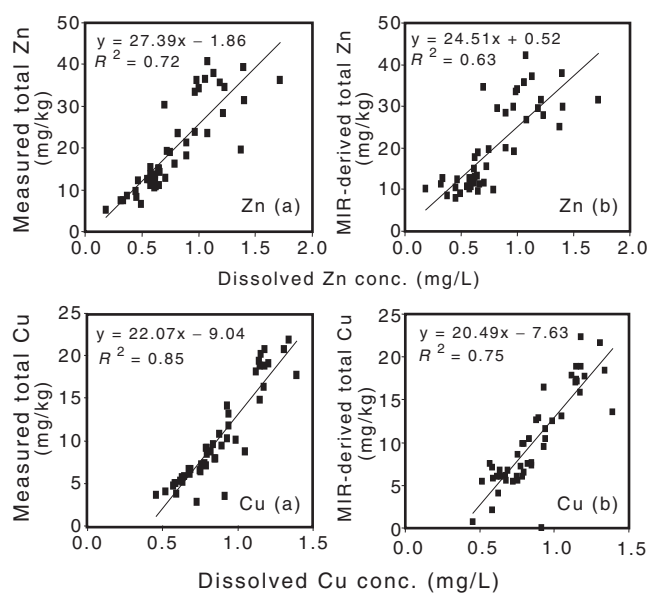 y = 27.39x − 1.86
R 2 = 0.72
Measured total Zn
(mg/kg)
50
40
30
20
10
0
0.0 0.5 1.0 1.5 2.0
Zn (a)
y = 24.51x + 0.52
R 2 = 0.63
MIR-derived total Zn
(mg/kg)
50
40
30
20
10
0
0.0 0.5 1.0 1.5 2.0
Zn (b)
Dissolved Zn conc. (mg/L)
y = 22.07x − 9.04
R 2 = 0.85
Measured total Cu
(mg/kg)
25
20
15
10
5
0
0.0 0.5 1.0 1.5
Cu (a)
y = 20.49x − 7.63
R 2 = 0.75
MIR-derived total Cu
(mg/kg)
25
20
15
10
5
0
0.0 0.5 1.0 1.5
Cu (b)
Dissolved Cu conc. (mg/L)